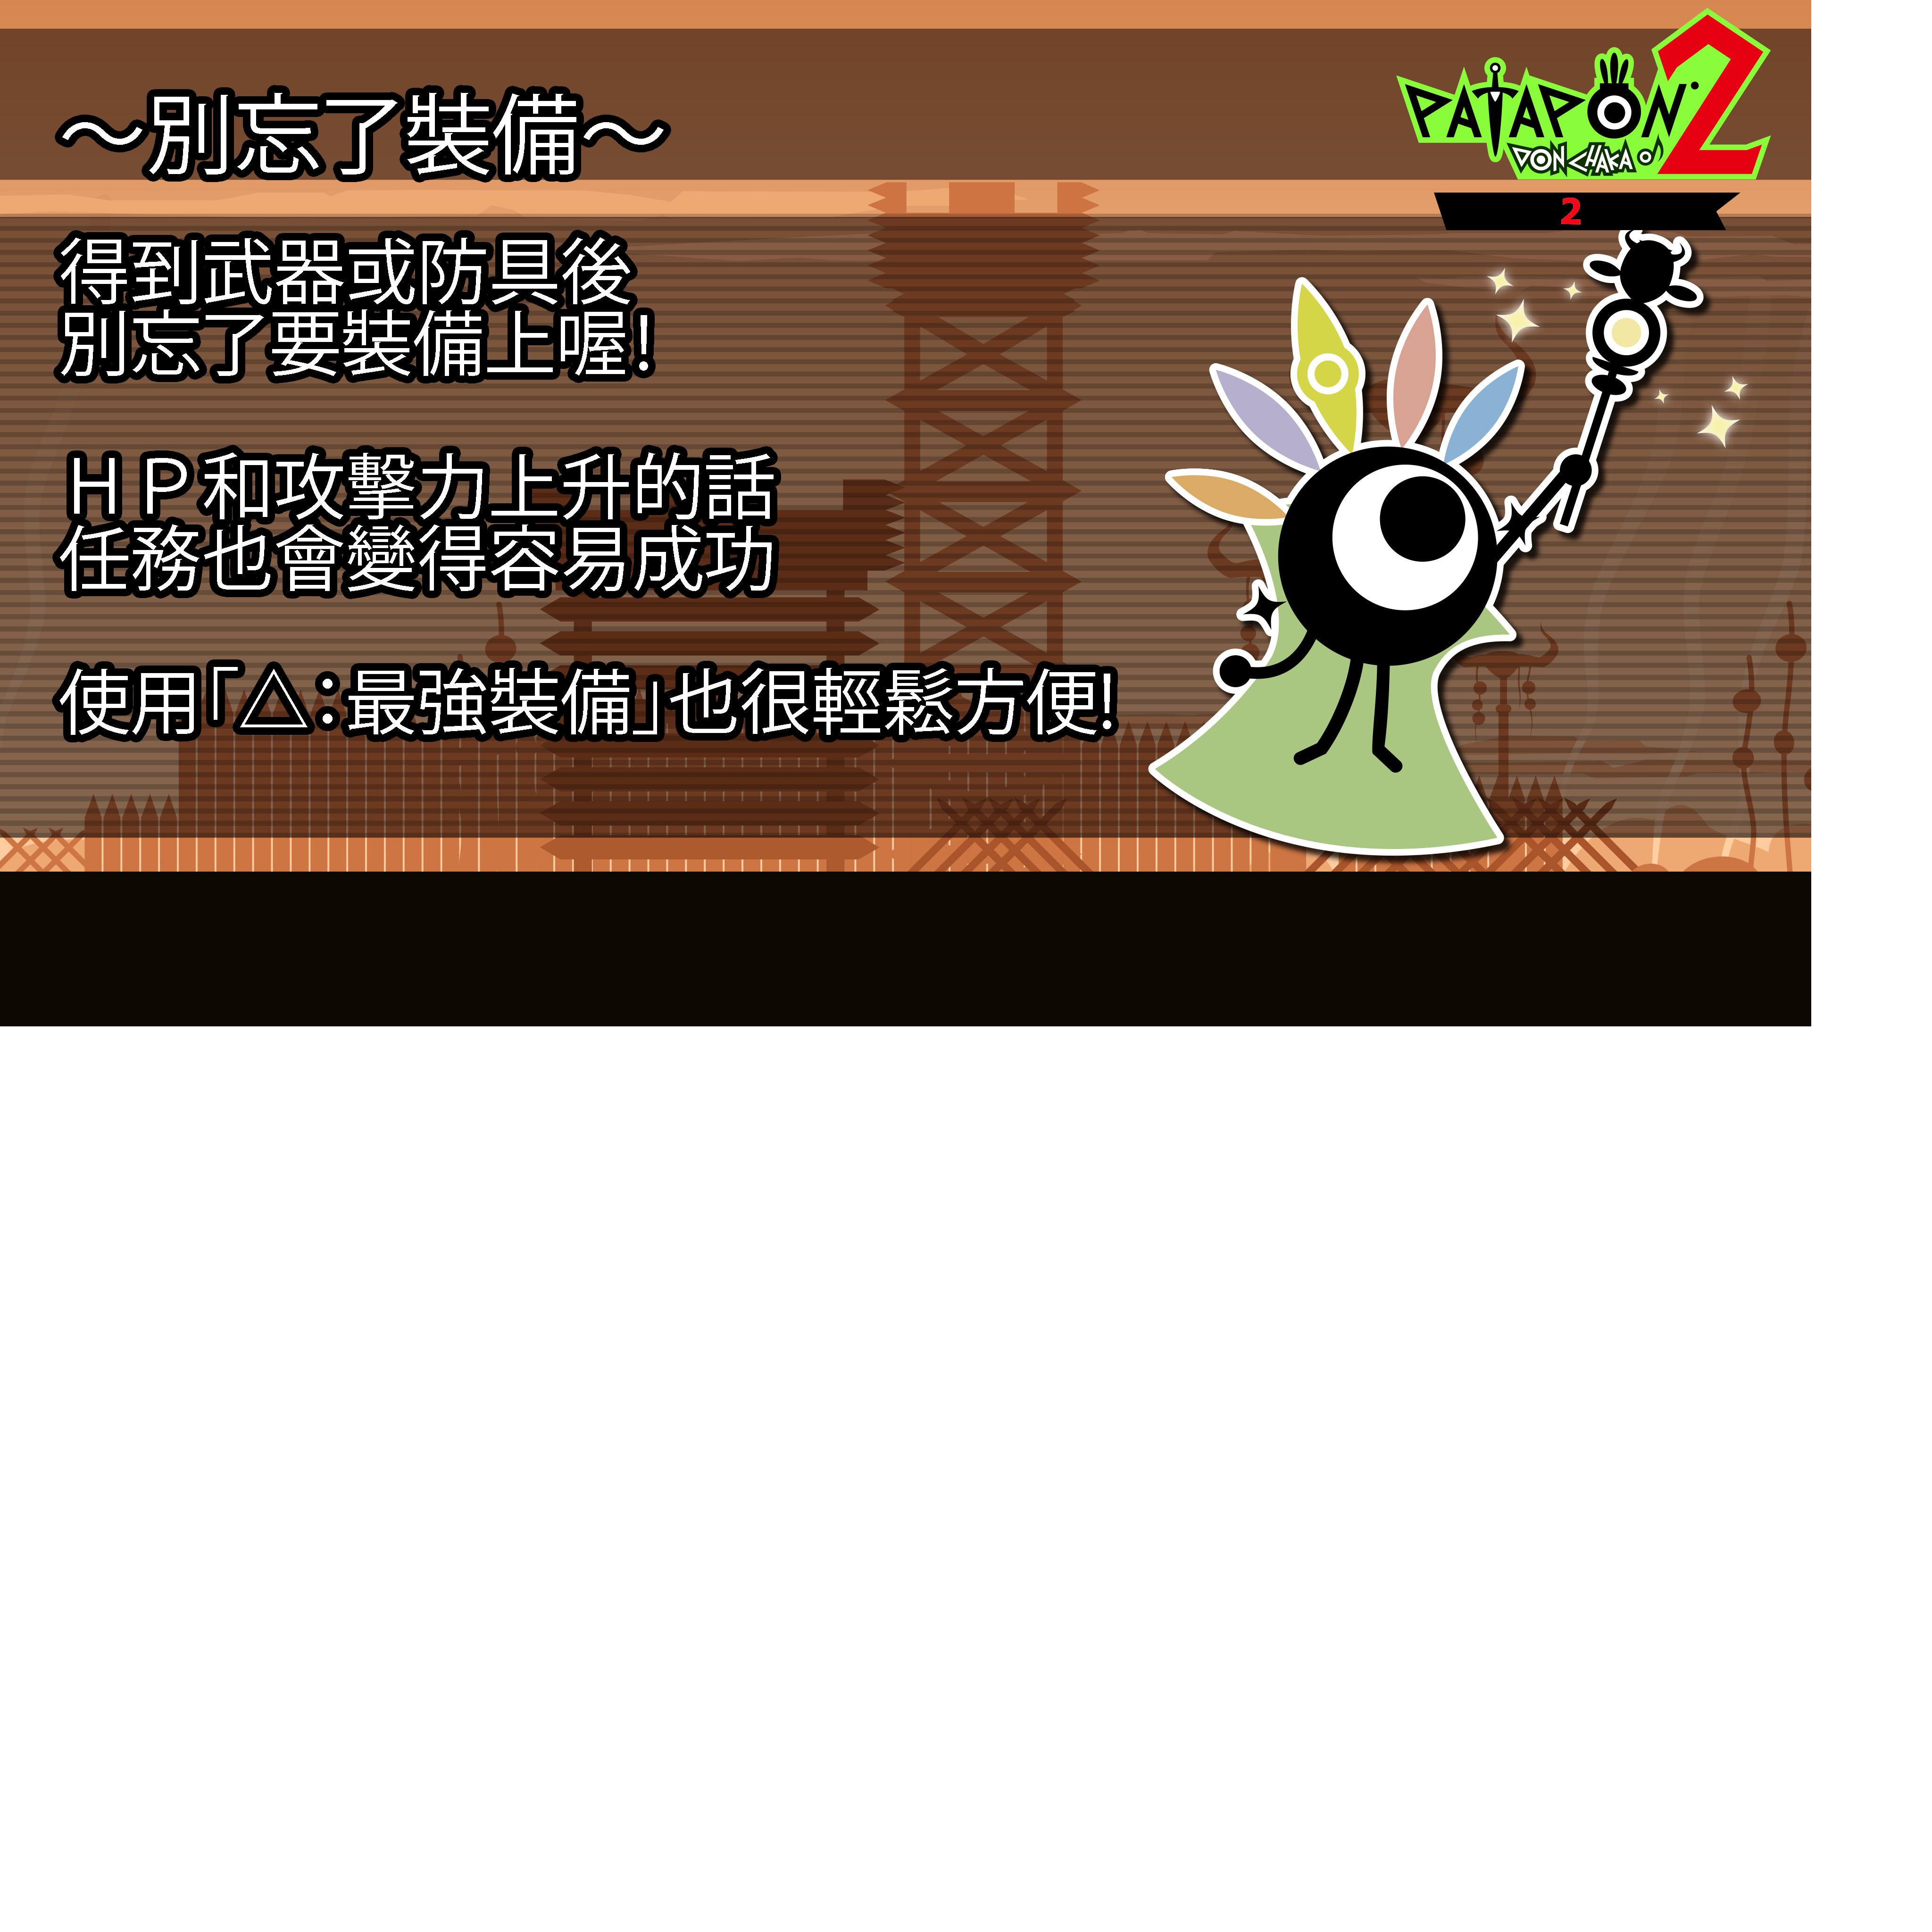 ～別忘了裝備～
PATAPON 2
DON CHAKA♪
2
得到武器或防具後
別忘了要裝備上喔!
ＨＰ和攻擊力上升的話
任務也會變得容易成功
使用「△:最強裝備」也很輕鬆方便!